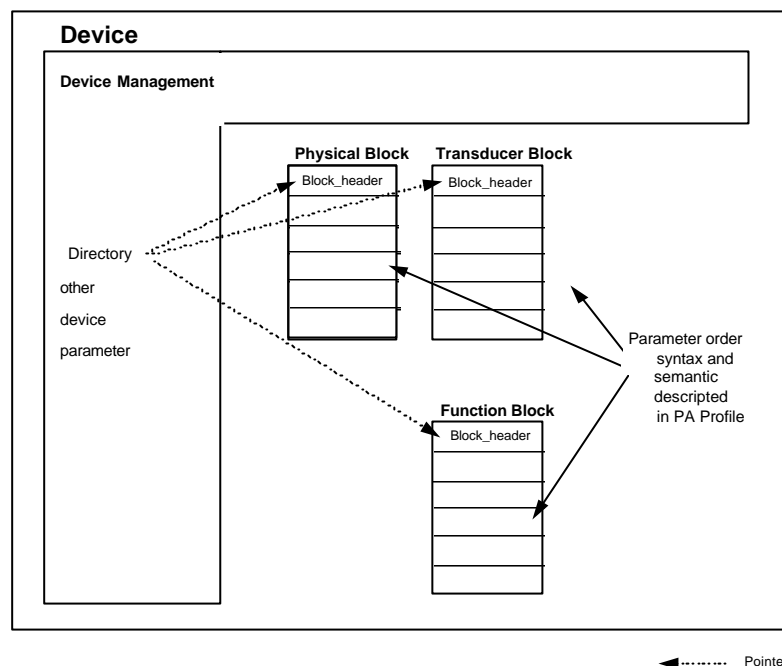 Device
Device Management
Physical Block
Transducer Block
Block_header
Block_header
Directory
other
device
parameter
Parameter order
syntax and
semantic
descripted
in PA Profile
Function Block
Block_header
Pointe